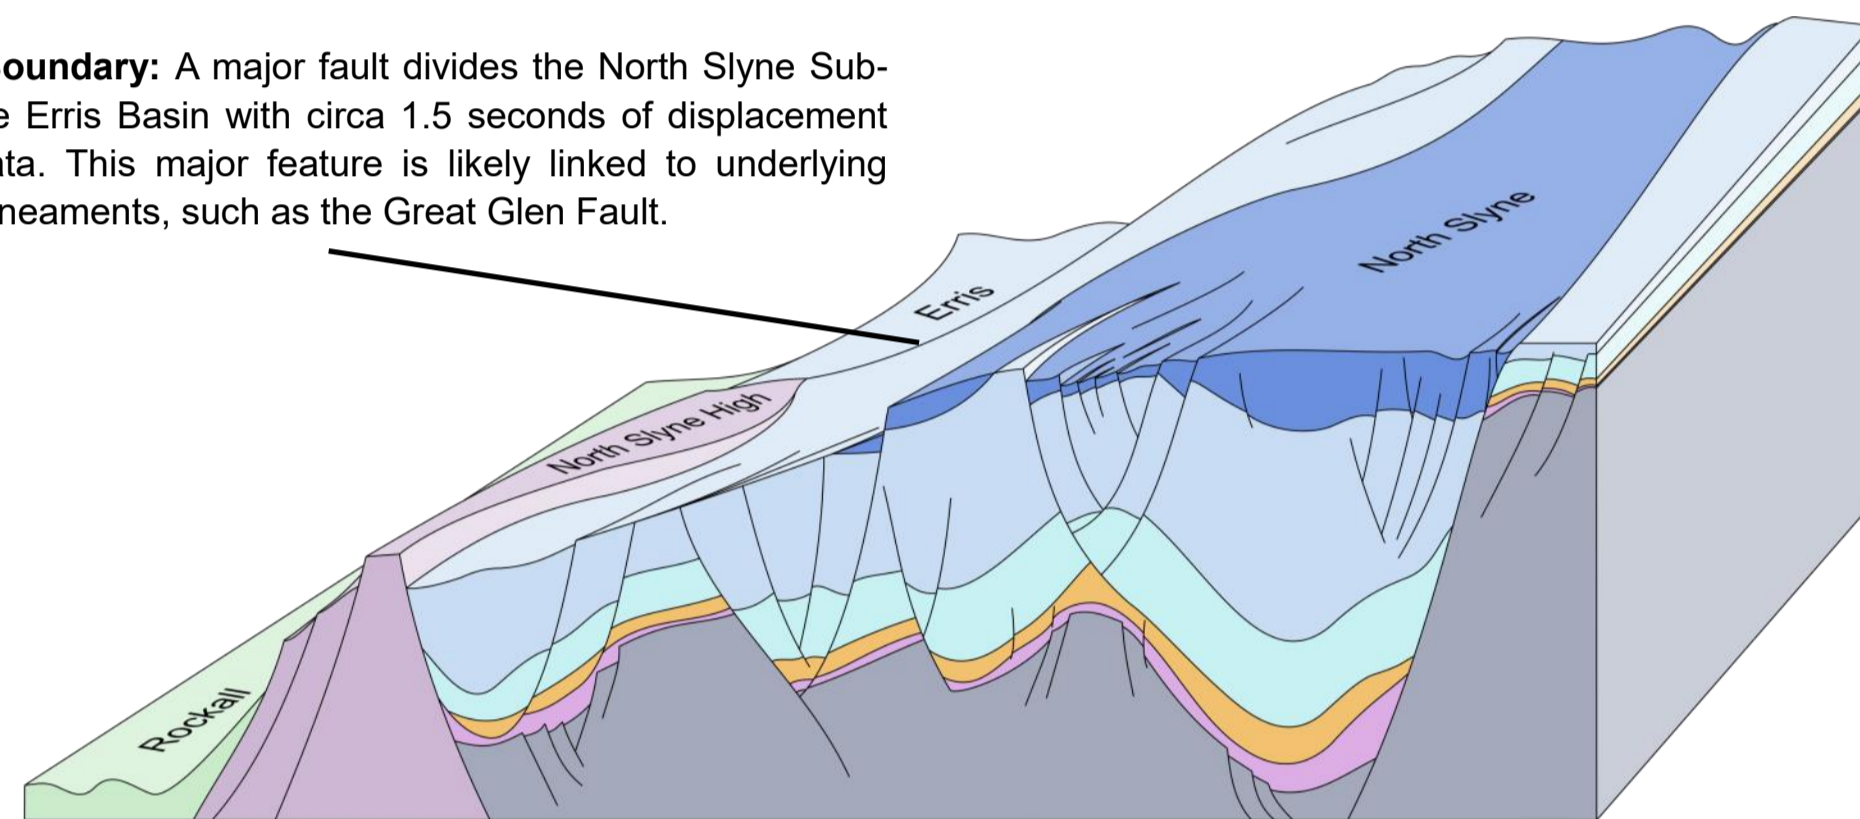 oundary: A major fault divides the North Slyne Sub-
e Erris Basin with circa 1.5 seconds of displacement
ta. This major feature is likely linked to underlying
neaments, such as the Great Glen Fault.
North Slyne
Erris
North Slyne High
Rockall